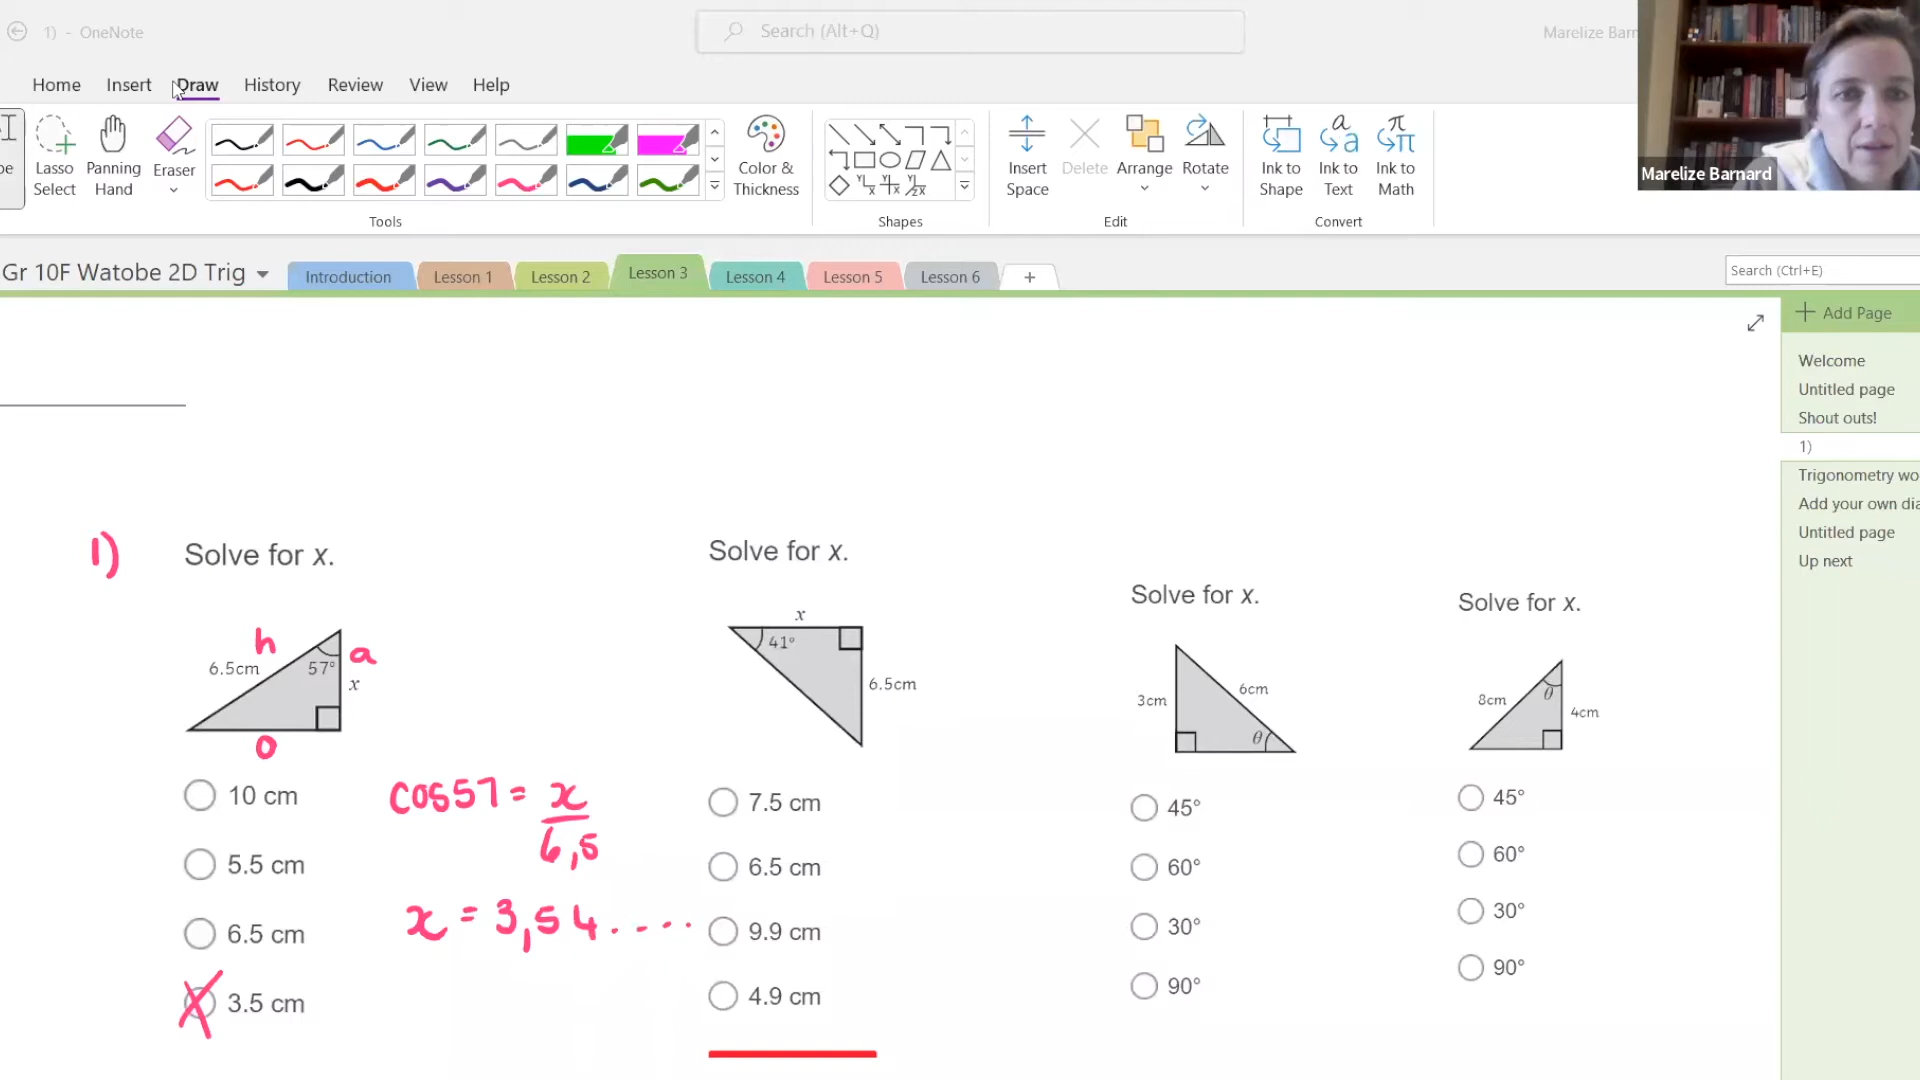 1) - OneNote
Search (Alt+Q)
Marelize Barn
Marelize Barnard
Home Insert Draw History Review View Help
Lasso Select
Panning Hand
Eraser
Color & Thickness
Insert Space
Delete
Arrange
Rotate
Ink to Shape
Ink to Text
Ink to Math
Tools
Shapes
Edit
Convert
Gr 10F Watobe 2D Trig
Introduction
Lesson 1
Lesson 2
Lesson 3
Lesson 4
Lesson 5
Lesson 6
+
Search (Ctrl+E)
Add Page
Welcome
Untitled page
Shout outs!
1)
Trigonometry wo
Add your own dia
Untitled page
Up next
1)
Solve for x.
h
6.5cm
57°
a
x
o
10 cm
5.5 cm
6.5 cm
3.5 cm
cos57 = x
6,5
x = 3,54....
Solve for x.
x
41°
6.5cm
7.5 cm
6.5 cm
9.9 cm
4.9 cm
Solve for x.
3cm
6cm
θ
45°
60°
30°
90°
Solve for x.
8cm
θ
4cm
45°
60°
30°
90°